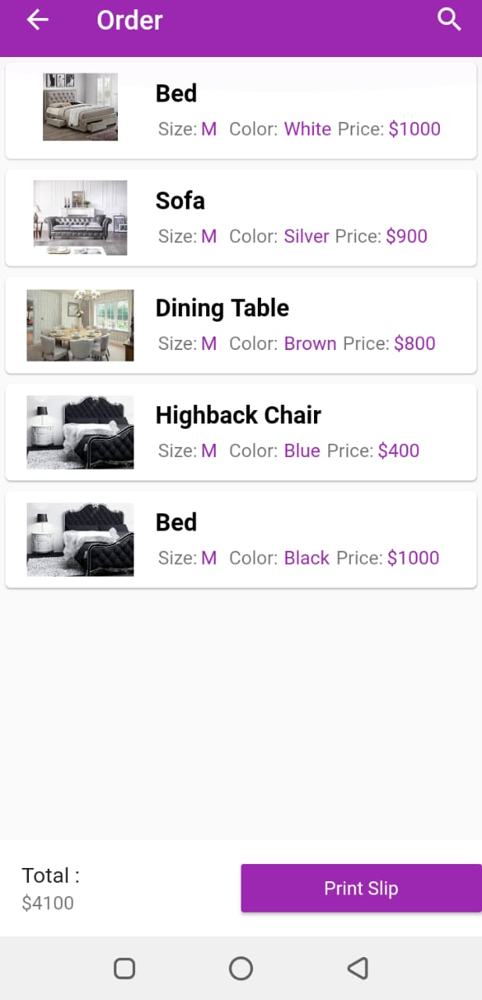 Order
Bed
Size: M Color: White Price: $1000
Sofa
Size: M Color: Silver Price: $900
Dining Table
Size: M Color: Brown Price: $800
Highback Chair
Size: M Color: Blue Price: $400
Bed
Size: M Color: Black Price: $1000
Total :
$4100
Print Slip